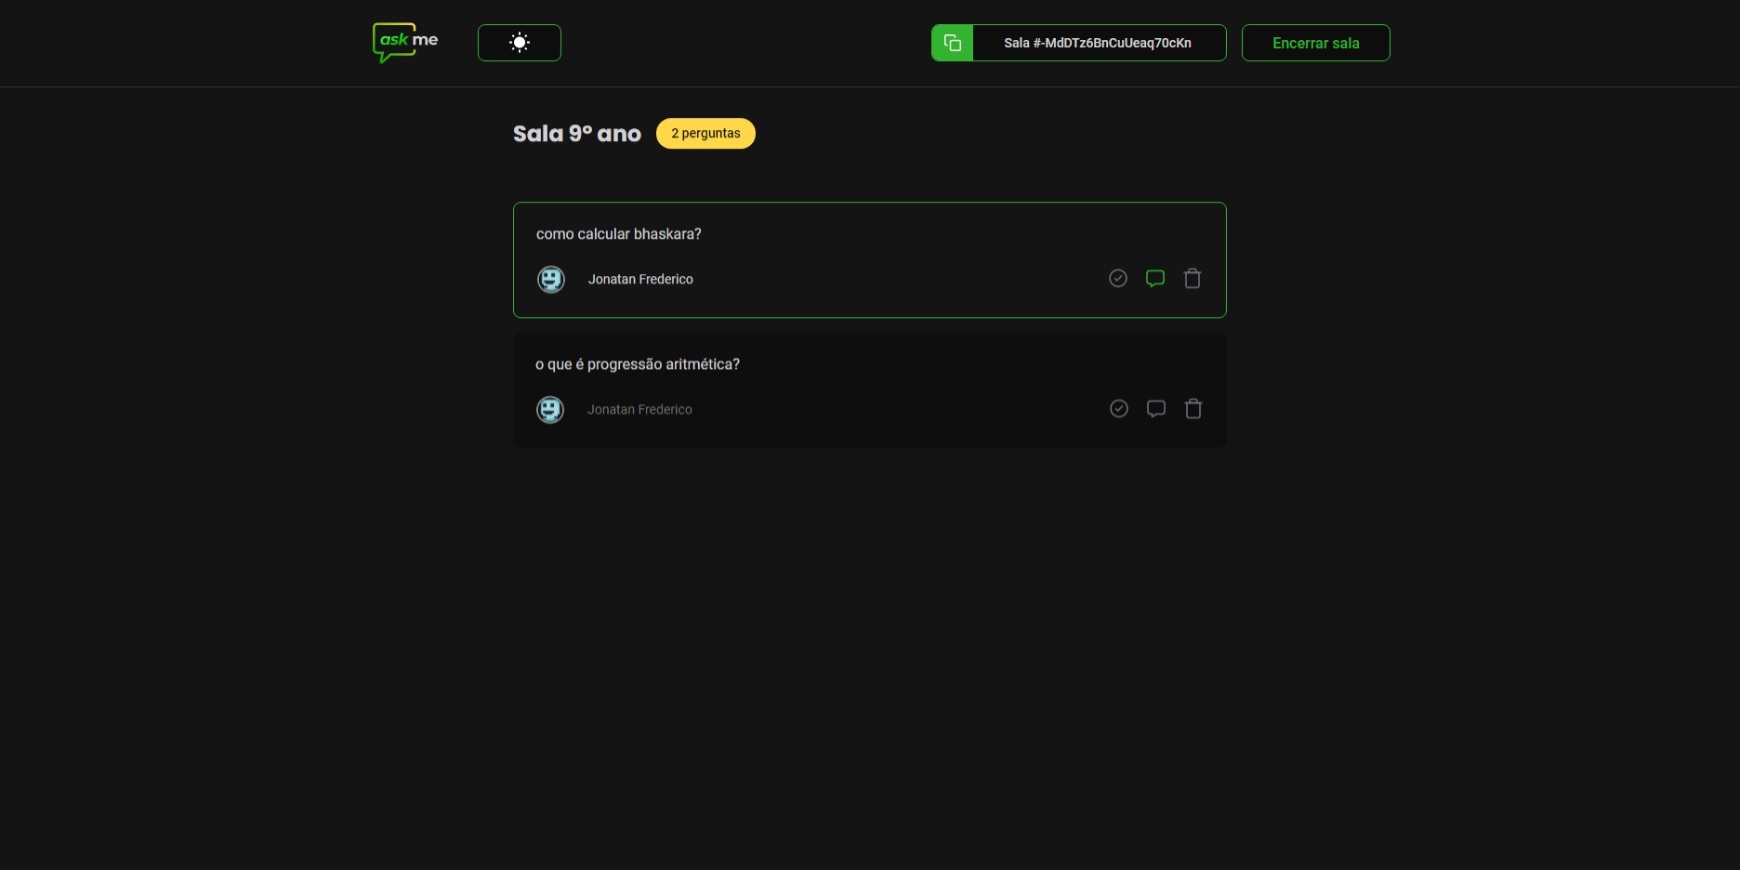 ask me
Sala #-MdDTz6BnCuUeaq70cKn
Encerrar sala
Sala 9º ano
2 perguntas
como calcular bhaskara?
Jonatan Frederico
o que é progressão aritmética?
Jonatan Frederico